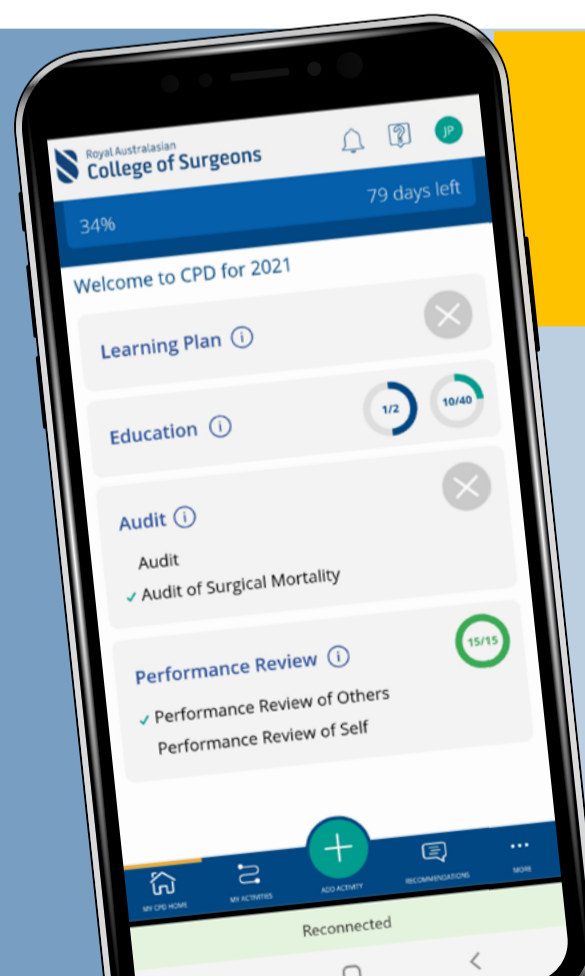 Royal Australasian
College of Surgeons
JP
34%
79 days left
Welcome to CPD for 2021
Learning Plan i
Education i
1/2
10/40
Audit i
Audit
✓ Audit of Surgical Mortality
Performance Review i
15/15
✓ Performance Review of Others
Performance Review of Self
MY CPD HOME
MY ACTIVITIES
ADD ACTIVITY
RECOMMENDATIONS
MORE
Reconnected